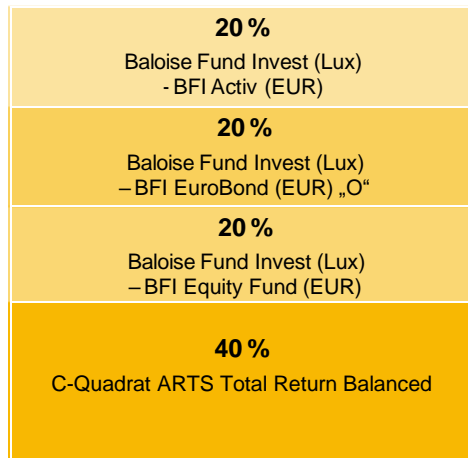 20 %
Baloise Fund Invest (Lux)
- BFI Activ (EUR)
20 %
Baloise Fund Invest (Lux)
– BFI EuroBond (EUR) „O“
20 %
Baloise Fund Invest (Lux)
– BFI Equity Fund (EUR)
40 %
C-Quadrat ARTS Total Return Balanced